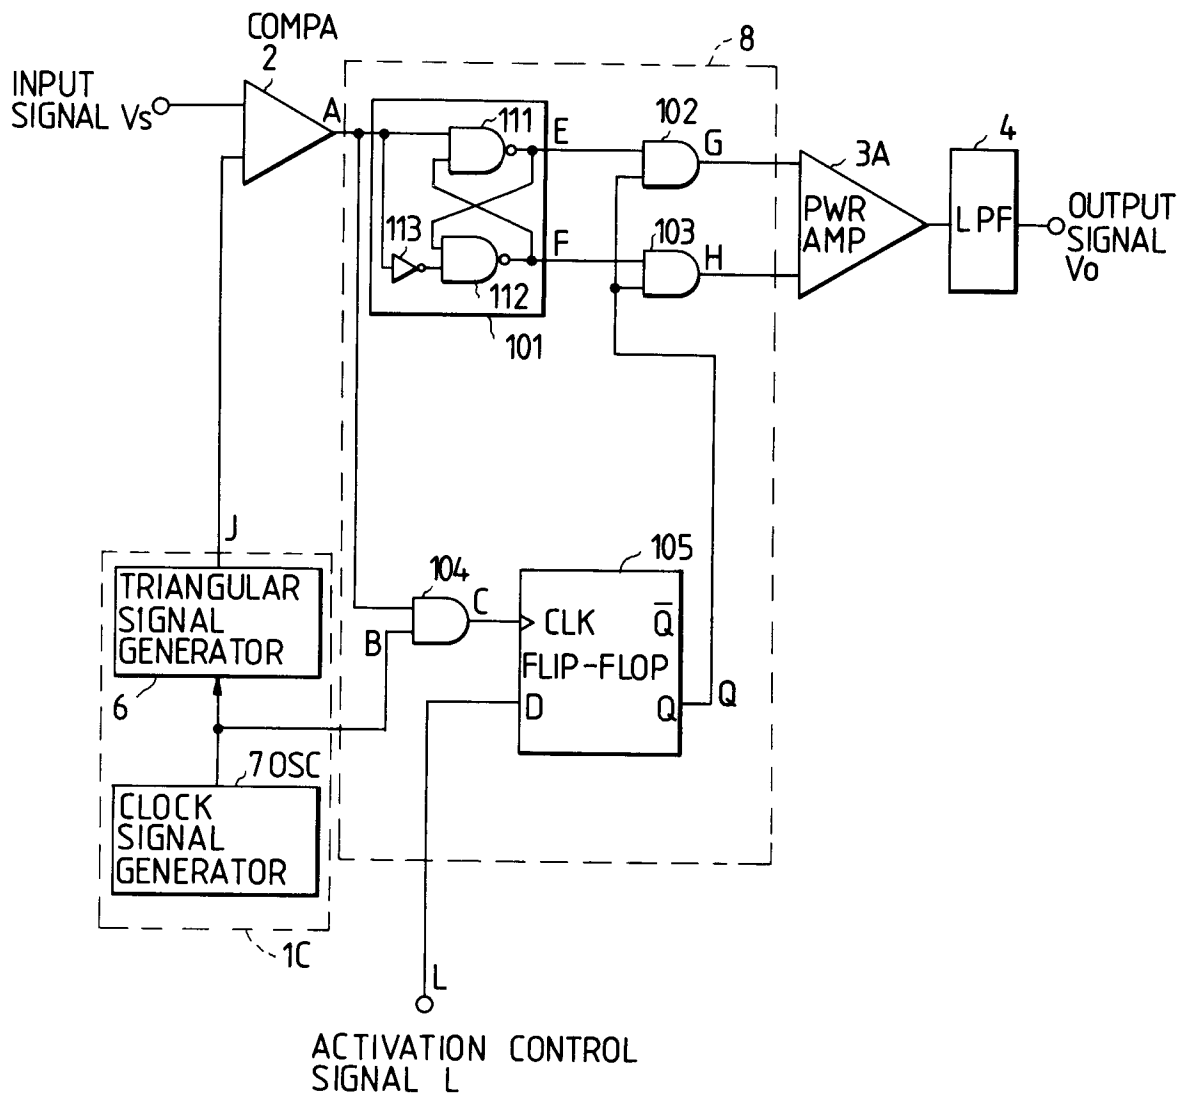 COMPA
2
8
INPUT
SIGNAL Vs
A
111
E
102
G
3A
4
PWR
AMP
LPF
OUTPUT
SIGNAL
Vo
113
F
103
H
112
101
J
105
104
C
CLK
Q̅
B
FLIP-FLOP
D
Q
Q
TRIANGULAR
SIGNAL
GENERATOR
6
7 OSC
CLOCK
SIGNAL
GENERATOR
1C
L
ACTIVATION CONTROL
SIGNAL L